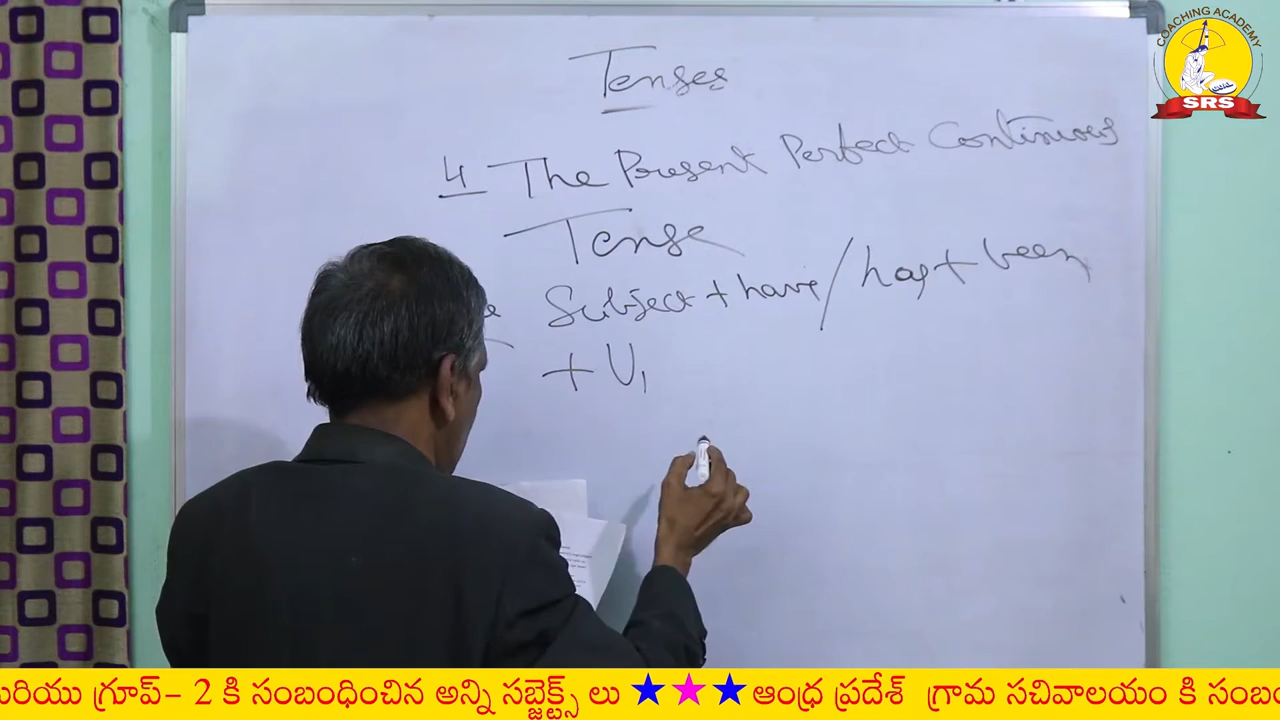 COACHING ACADEMY
SRS
Tenses
4 The Present Perfect Continuous
Tense
Subject + have / has + been
+ V1
మరియు గ్రూప్– 2 కి సంబంధించిన అన్ని సబ్జెక్ట్స్ లు ★★★ ఆంధ్ర ప్రదేశ్ గ్రామ సచివాలయం కి సంబం